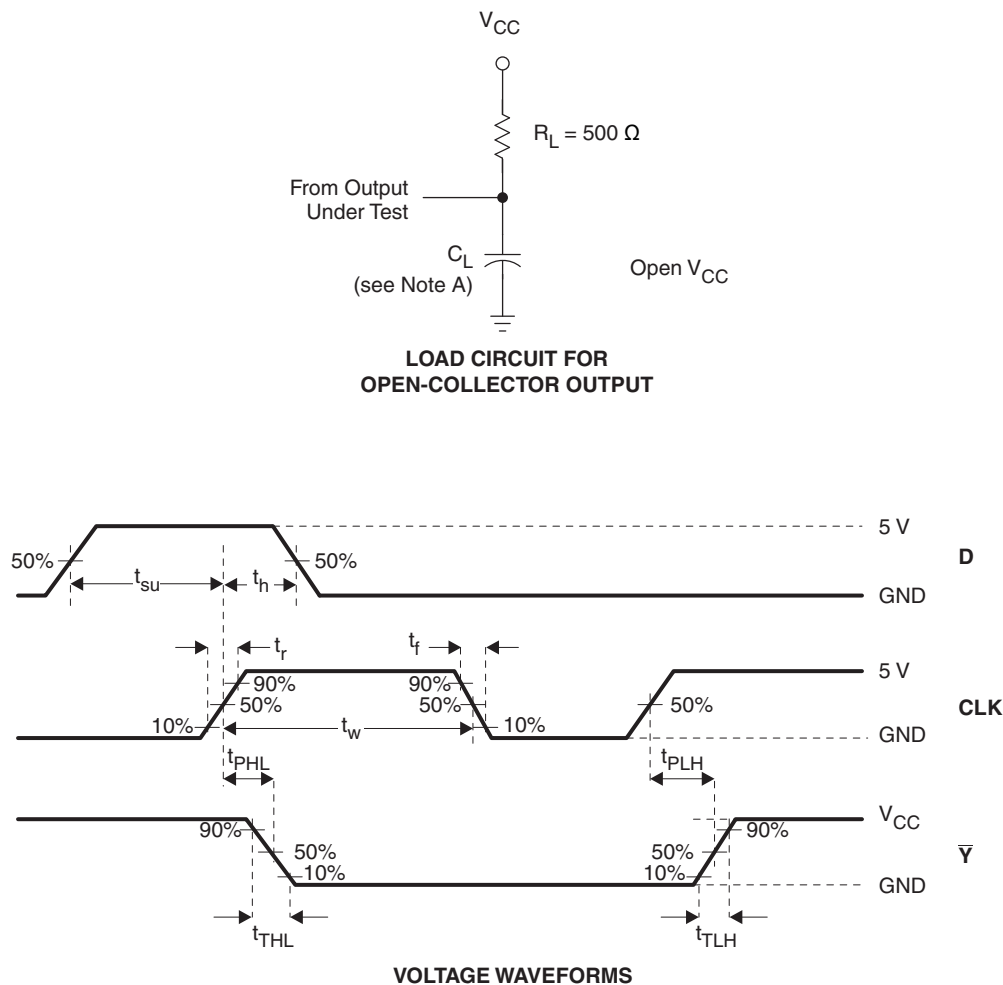 VCC
RL = 500 Ω
From Output
Under Test
CL
(see Note A)
Open VCC
LOAD CIRCUIT FOR
OPEN-COLLECTOR OUTPUT
5 V
50%
50%
D
tsu
th
GND
tr
tf
5 V
90%
90%
50%
50%
50%
CLK
10%
tw
10%
GND
tPHL
tPLH
VCC
90%
90%
50%
50%
Y̅
10%
10%
GND
tTHL
tTLH
VOLTAGE WAVEFORMS